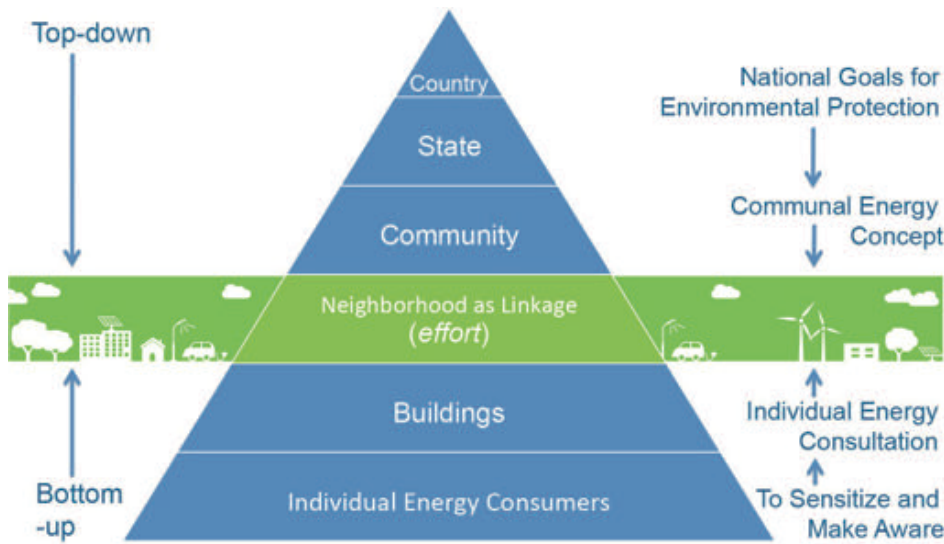 Top-down
Country
State
Community
Neighborhood as Linkage
(effort)
Buildings
Individual Energy Consumers
Bottom
-up
National Goals for
Environmental Protection
Communal Energy
Concept
Individual Energy
Consultation
To Sensitize and
Make Aware